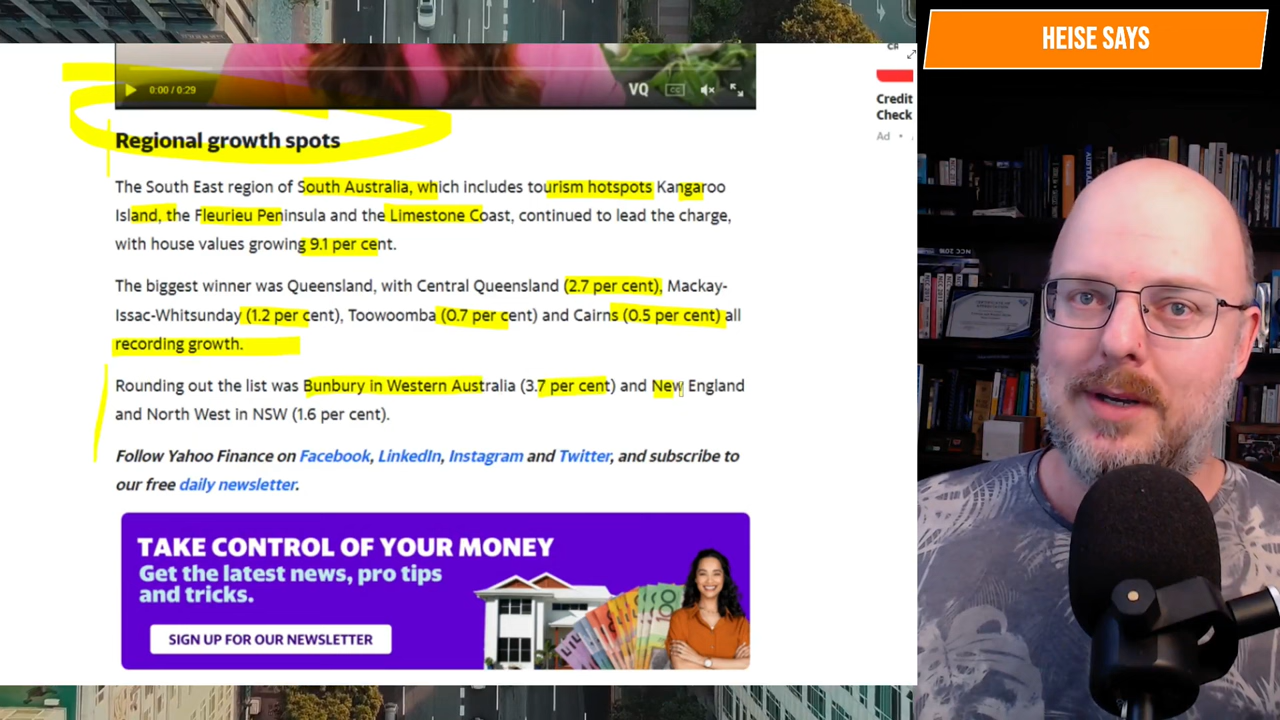 HEISE SAYS
0:00 / 0:29
VQ
CC
Credit
Check
Ad
Regional growth spots
The South East region of South Australia, which includes tourism hotspots Kangaroo
Island, the Fleurieu Peninsula and the Limestone Coast, continued to lead the charge,
with house values growing 9.1 per cent.
The biggest winner was Queensland, with Central Queensland (2.7 per cent), Mackay-
Issac-Whitsunday (1.2 per cent), Toowoomba (0.7 per cent) and Cairns (0.5 per cent) all
recording growth.
Rounding out the list was Bunbury in Western Australia (3.7 per cent) and New England
and North West in NSW (1.6 per cent).
Follow Yahoo Finance on Facebook, LinkedIn, Instagram and Twitter, and subscribe to
our free daily newsletter.
TAKE CONTROL OF YOUR MONEY
Get the latest news, pro tips
and tricks.
SIGN UP FOR OUR NEWSLETTER